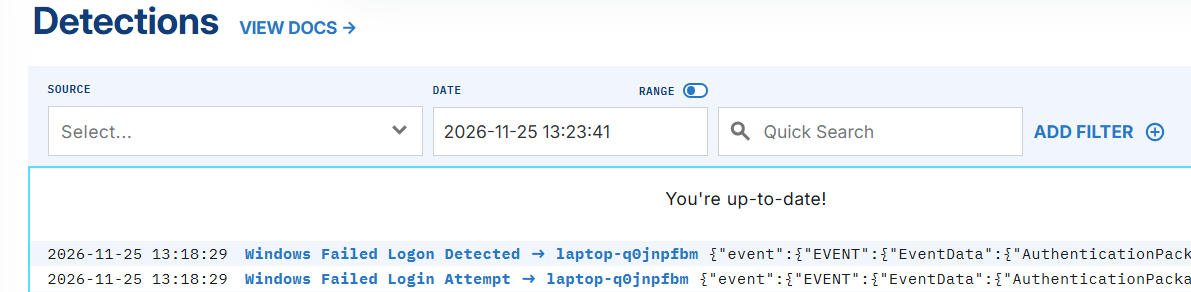 Detections VIEW DOCS →
SOURCE DATE RANGE
Select... 2026-11-25 13:23:41 Quick Search ADD FILTER
You're up-to-date!
2026-11-25 13:18:29 Windows Failed Logon Detected → laptop-q0jnpfbm {"event":{"EVENT":{"EventData":{"AuthenticationPack
2026-11-25 13:18:29 Windows Failed Login Attempt → laptop-q0jnpfbm {"event":{"EVENT":{"EventData":{"AuthenticationPacka